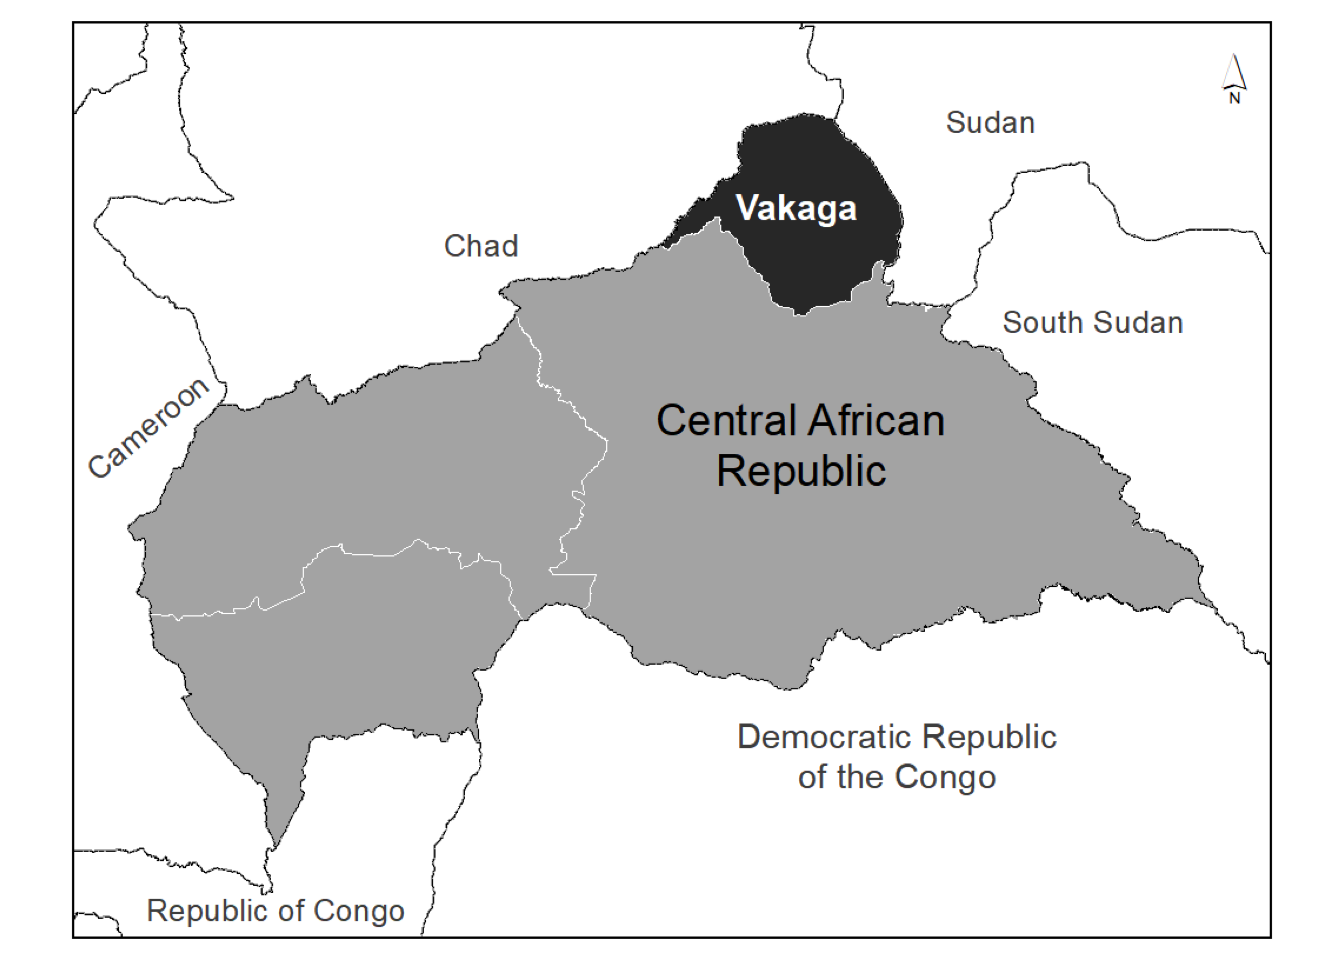 N
Sudan
Vakaga
Chad
South Sudan
Cameroon
Central African
Republic
Democratic Republic
of the Congo
Republic of Congo